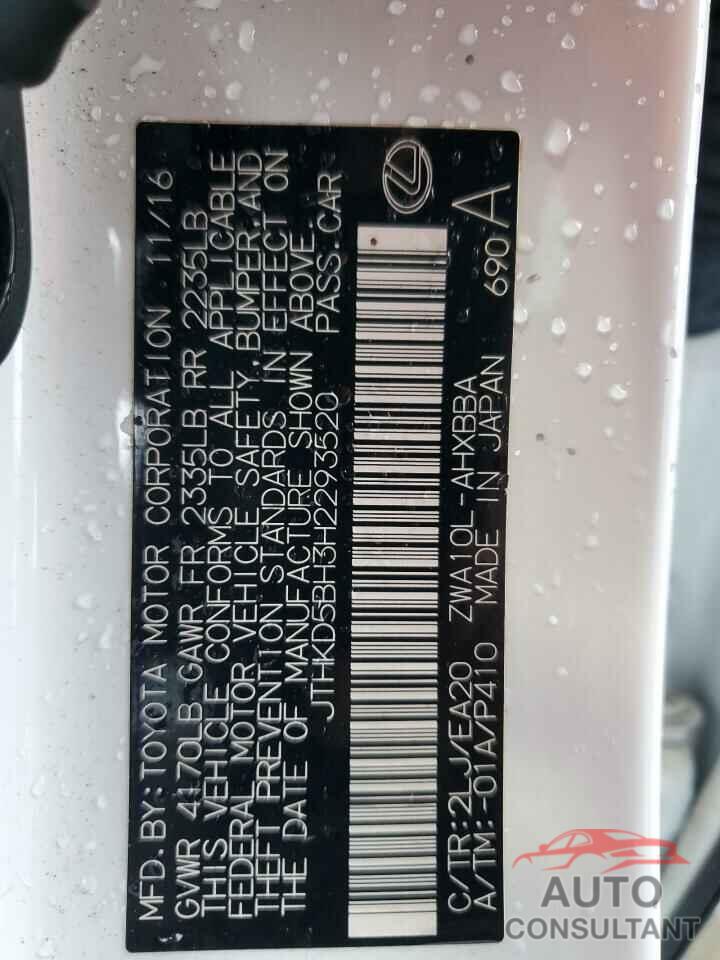 MFD. BY: TOYOTA MOTOR CORPORATION 11/16
GVWR 4170LB GAWR FR 2335LB RR 2235LB
THIS VEHICLE CONFORMS TO ALL APPLICABLE
FEDERAL MOTOR VEHICLE SAFETY, BUMPER, AND
THEFT PREVENTION STANDARDS IN EFFECT ON
THE DATE OF MANUFACTURE SHOWN ABOVE.
JTHKD5BH3H2293520 PASS. CAR
C/TR: 2LJ/EA20 ZWA10L-AHXBBA
A/TM: -01A/P410 MADE IN JAPAN 690 A
AUTO
CONSULTANT